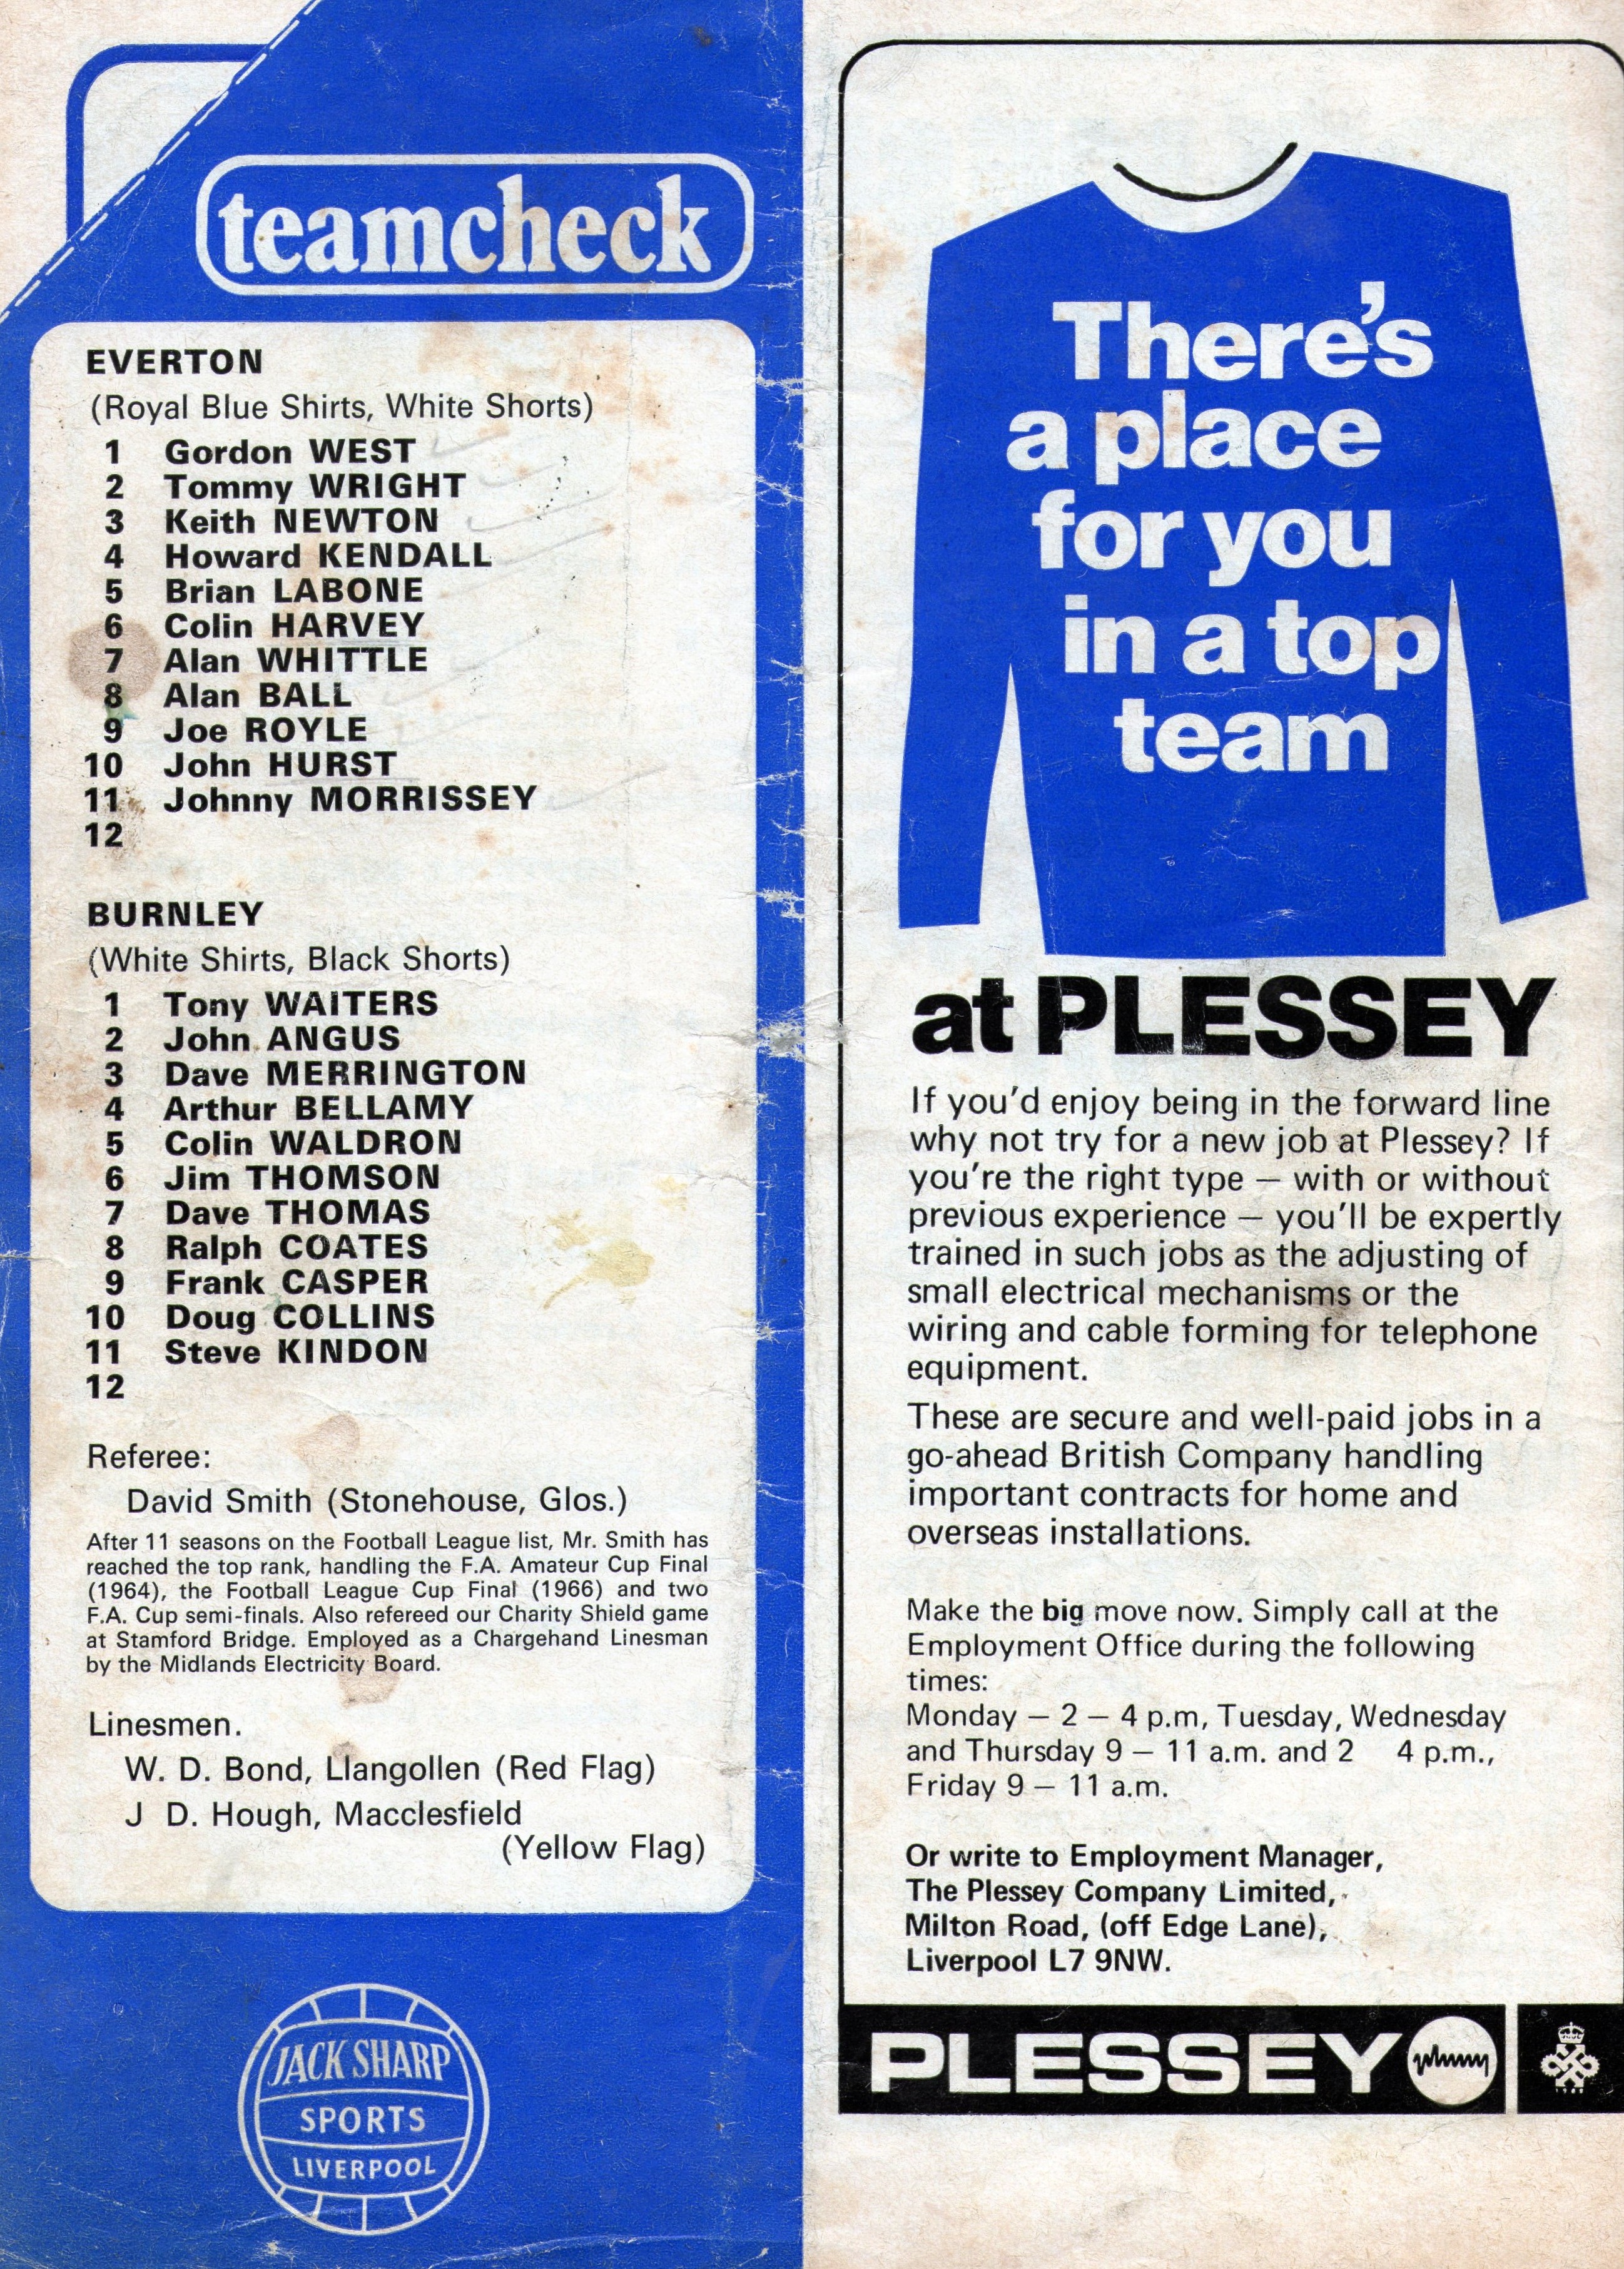 teamcheck
EVERTON
(Royal Blue Shirts, White Shorts)
1 Gordon WEST
2 Tommy WRIGHT
3 Keith NEWTON
4 Howard KENDALL
5 Brian LABONE
6 Colin HARVEY
7 Alan WHITTLE
8 Alan BALL
9 Joe ROYLE
10 John HURST
11 Johnny MORRISSEY
12
BURNLEY
(White Shirts, Black Shorts)
1 Tony WAITERS
2 John ANGUS
3 Dave MERRINGTON
4 Arthur BELLAMY
5 Colin WALDRON
6 Jim THOMSON
7 Dave THOMAS
8 Ralph COATES
9 Frank CASPER
10 Doug COLLINS
11 Steve KINDON
12
Referee:
David Smith (Stonehouse, Glos.)
After 11 seasons on the Football League list, Mr. Smith has
reached the top rank, handling the F.A. Amateur Cup Final
(1964), the Football League Cup Final (1966) and two
F.A. Cup semi-finals. Also refereed our Charity Shield game
at Stamford Bridge. Employed as a Chargehand Linesman
by the Midlands Electricity Board.
Linesmen.
W. D. Bond, Llangollen (Red Flag)
J D. Hough, Macclesfield
(Yellow Flag)
JACK SHARP
SPORTS
LIVERPOOL
There's
a place
for you
in a top
team
at PLESSEY
If you'd enjoy being in the forward line
why not try for a new job at Plessey? If
you're the right type — with or without
previous experience — you'll be expertly
trained in such jobs as the adjusting of
small electrical mechanisms or the
wiring and cable forming for telephone
equipment.
These are secure and well-paid jobs in a
go-ahead British Company handling
important contracts for home and
overseas installations.
Make the big move now. Simply call at the
Employment Office during the following
times:
Monday — 2 — 4 p.m, Tuesday, Wednesday
and Thursday 9 — 11 a.m. and 2 4 p.m.,
Friday 9 — 11 a.m.
Or write to Employment Manager,
The Plessey Company Limited,
Milton Road, (off Edge Lane),
Liverpool L7 9NW.
PLESSEY